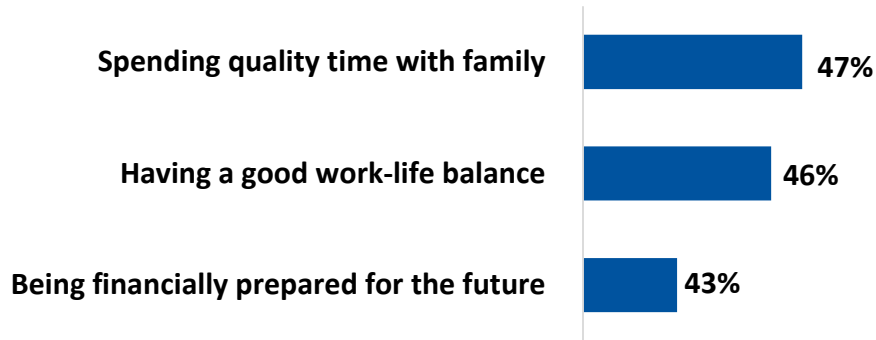 Spending quality time with family 47%
Having a good work-life balance 46%
Being financially prepared for the future 43%